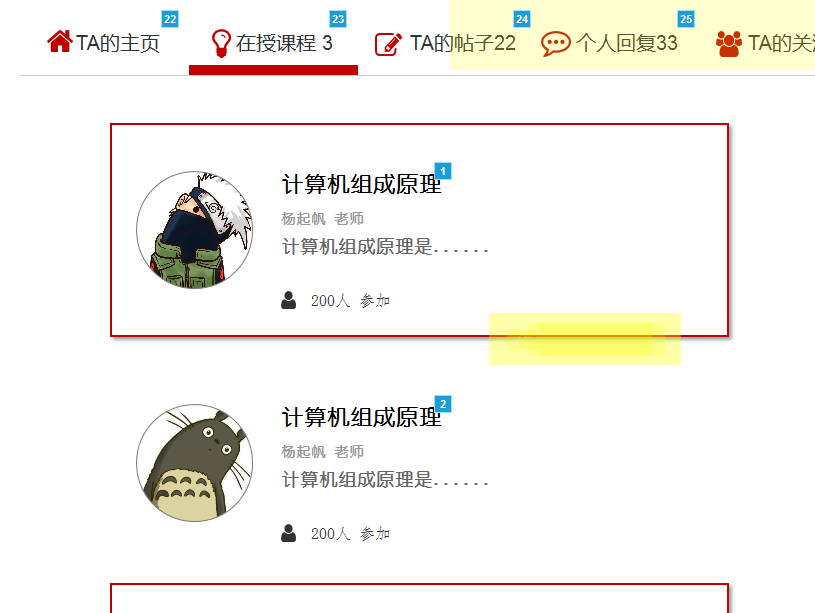 22 23 24 25
TA的主页 在授课程 3 TA的帖子22 个人回复33 TA的关
计算机组成原理 1
杨起帆 老师
计算机组成原理是......
200人 参加
计算机组成原理 2
杨起帆 老师
计算机组成原理是......
200人 参加